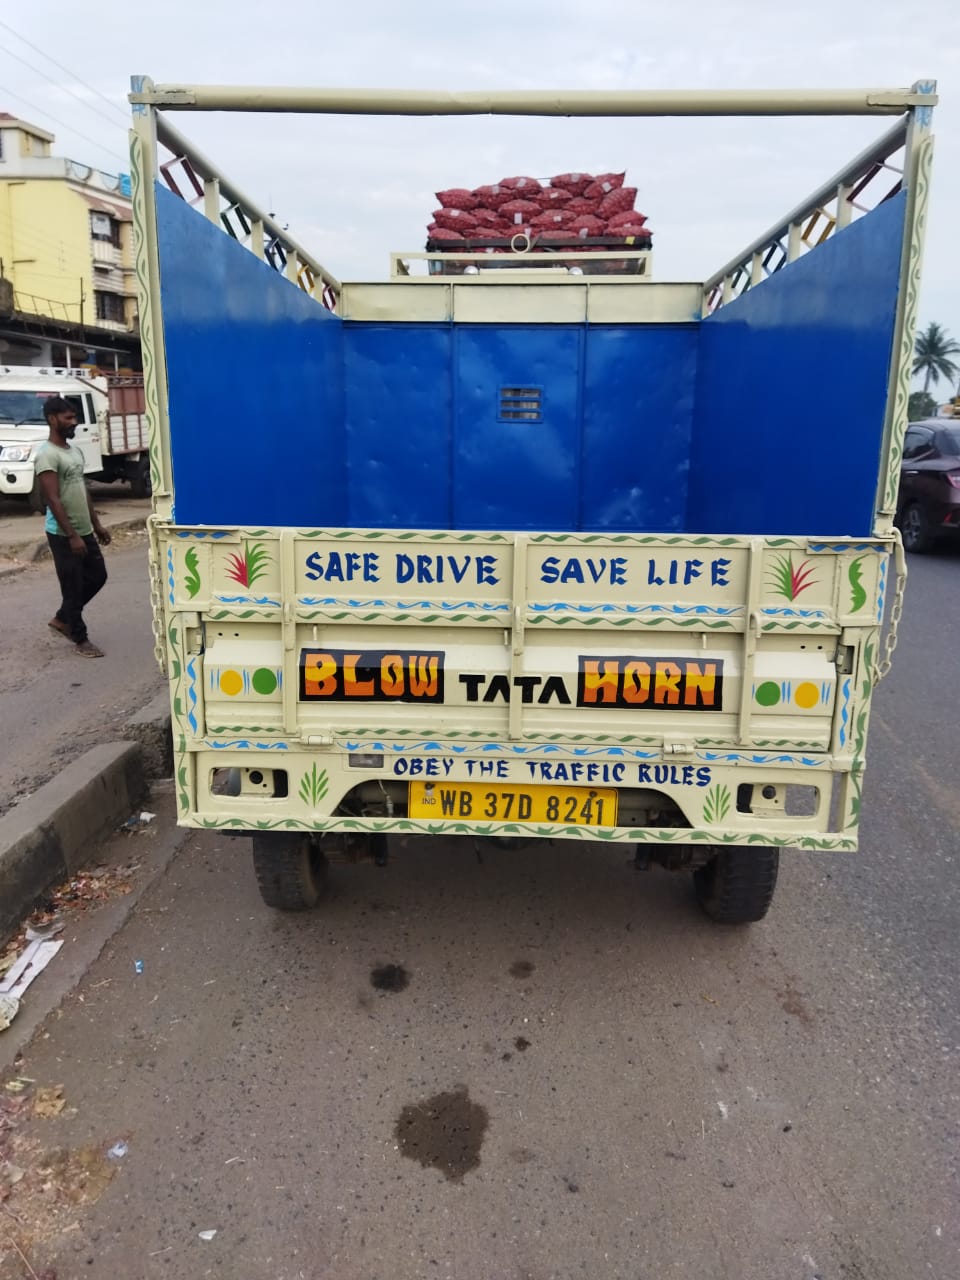 SAFE DRIVE SAVE LIFE
BLOW TATA HORN
OBEY THE TRAFFIC RULES
IND WB 37D 8241